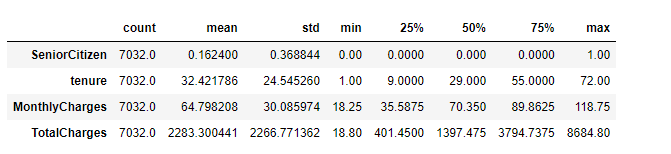 count mean std min 25% 50% 75% max
SeniorCitizen 7032.0 0.162400 0.368844 0.00 0.0000 0.000 0.0000 1.00
tenure 7032.0 32.421786 24.545260 1.00 9.0000 29.000 55.0000 72.00
MonthlyCharges 7032.0 64.798208 30.085974 18.25 35.5875 70.350 89.8625 118.75
TotalCharges 7032.0 2283.300441 2266.771362 18.80 401.4500 1397.475 3794.7375 8684.80